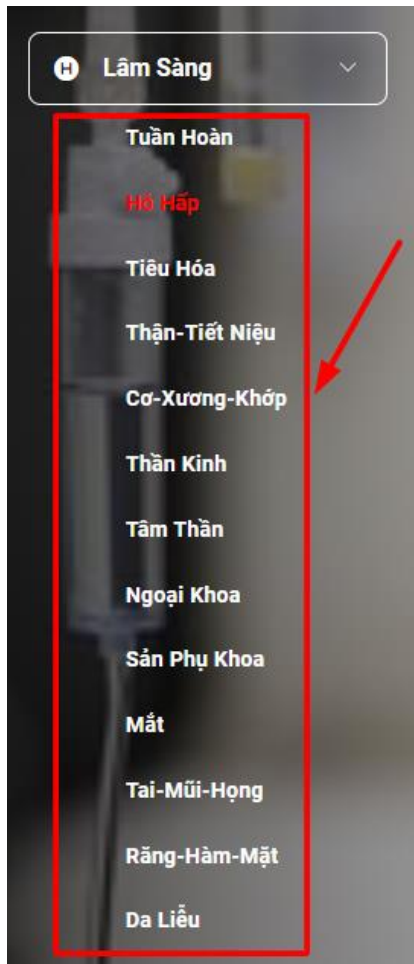 H Lâm Sàng
Tuần Hoàn
Hô Hấp
Tiêu Hóa
Thận-Tiết Niệu
Cơ-Xương-Khớp
Thần Kinh
Tâm Thần
Ngoại Khoa
Sản Phụ Khoa
Mắt
Tai-Mũi-Họng
Răng-Hàm-Mặt
Da Liễu